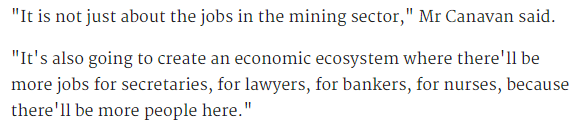 "It is not just about the jobs in the mining sector," Mr Canavan said.
"It's also going to create an economic ecosystem where there'll be
more jobs for secretaries, for lawyers, for bankers, for nurses, because
there'll be more people here."